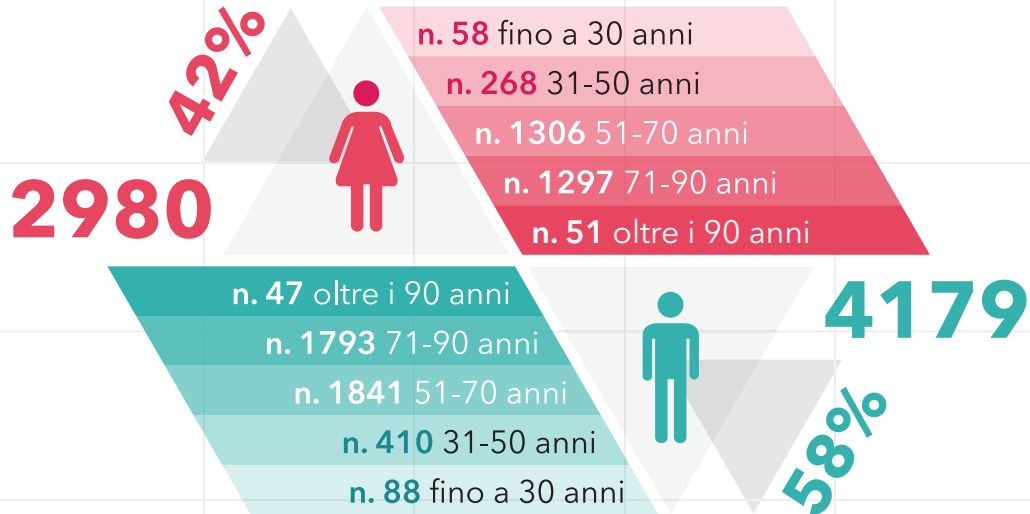 42%
2980
n. 58 fino a 30 anni
n. 268 31-50 anni
n. 1306 51-70 anni
n. 1297 71-90 anni
n. 51 oltre i 90 anni
n. 47 oltre i 90 anni
n. 1793 71-90 anni
n. 1841 51-70 anni
n. 410 31-50 anni
n. 88 fino a 30 anni
4179
58%